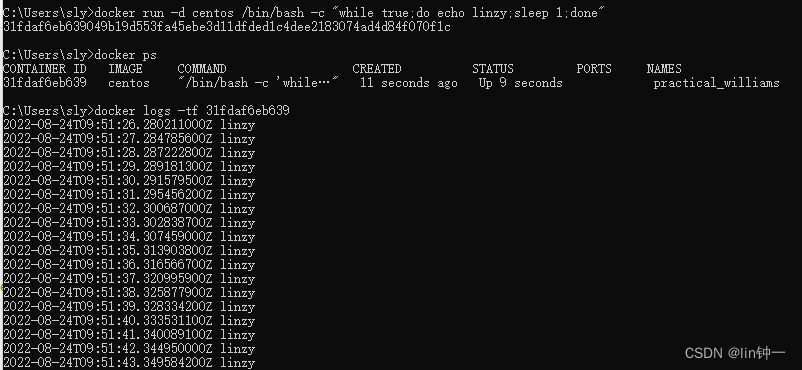 C:\Users\sly>docker run -d centos /bin/bash -c "while true;do echo linzy;sleep 1;done"
31fdaf6eb639049b19d553fa45ebe3d11dfded1c4dee2183074ad4d84f070f1c
C:\Users\sly>docker ps
CONTAINER ID   IMAGE     COMMAND                  CREATED          STATUS         PORTS     NAMES
31fdaf6eb639   centos    "/bin/bash -c 'while…"   11 seconds ago   Up 9 seconds             practical_williams
C:\Users\sly>docker logs -tf 31fdaf6eb639
2022-08-24T09:51:26.280211000Z linzy
2022-08-24T09:51:27.284785600Z linzy
2022-08-24T09:51:28.287222800Z linzy
2022-08-24T09:51:29.289181300Z linzy
2022-08-24T09:51:30.291579500Z linzy
2022-08-24T09:51:31.295456200Z linzy
2022-08-24T09:51:32.300687000Z linzy
2022-08-24T09:51:33.302838700Z linzy
2022-08-24T09:51:34.307459000Z linzy
2022-08-24T09:51:35.313903800Z linzy
2022-08-24T09:51:36.316566700Z linzy
2022-08-24T09:51:37.320995900Z linzy
2022-08-24T09:51:38.325877900Z linzy
2022-08-24T09:51:39.328334200Z linzy
2022-08-24T09:51:40.333531100Z linzy
2022-08-24T09:51:41.340089100Z linzy
2022-08-24T09:51:42.344950000Z linzy
2022-08-24T09:51:43.349584200Z linzy
CSDN @lin钟一